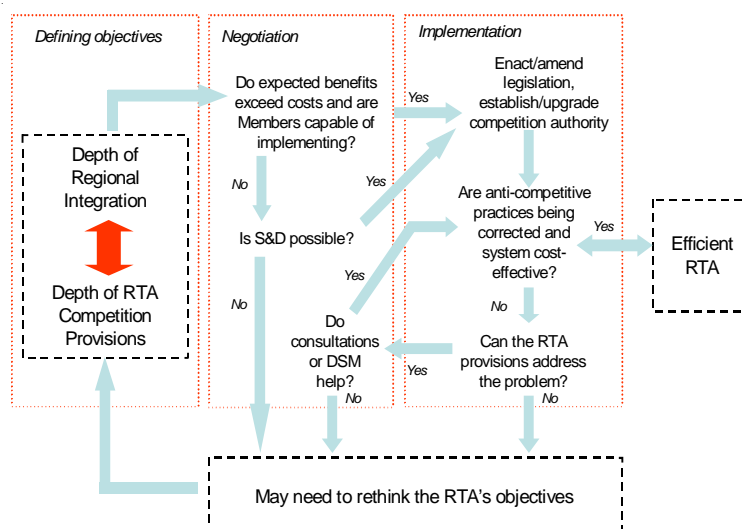 Defining objectives
Negotiation
Implementation
Do expected benefits
exceed costs and are
Members capable of
implementing?
Yes
Enact/amend
legislation,
establish/upgrade
competition authority
Depth of
Regional
Integration
Depth of RTA
Competition
Provisions
No
Yes
Is S&D possible?
Are anti-competitive
practices being
corrected and
system cost-
effective?
Yes
Efficient
RTA
Yes
No
No
Do
consultations
or DSM
help?
Yes
Can the RTA
provisions address
the problem?
No
No
May need to rethink the RTA's objectives